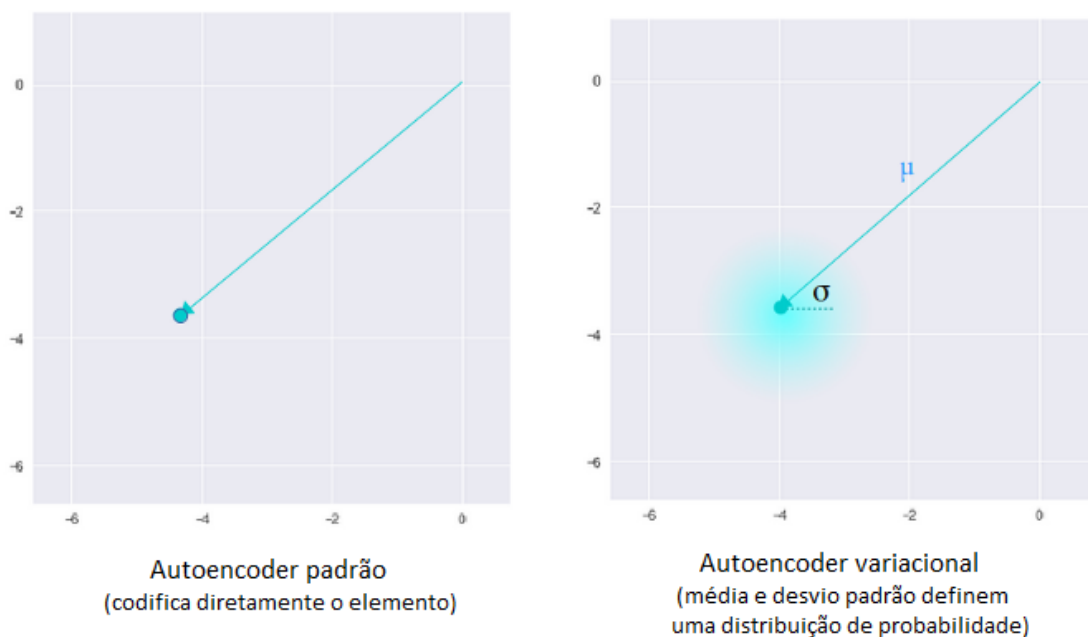 0
-2
-4
-6
-6 -4 -2 0
Autoencoder padrão
(codifica diretamente o elemento)
0
-2
-4
-6
μ
σ
-6 -4 -2 0
Autoencoder variacional
(média e desvio padrão definem
uma distribuição de probabilidade)